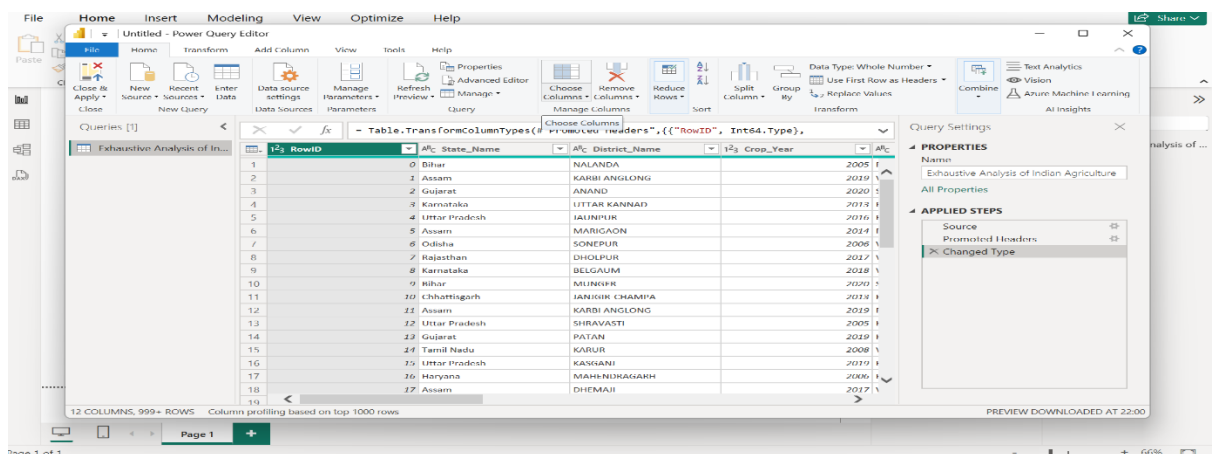 File Home Insert Modeling View Optimize Help Share
Untitled - Power Query Editor
File Home Transform Add Column View Tools Help
Paste
Close & Apply
New Source
Recent Sources
Enter Data
Data source settings
Manage Parameters
Refresh Preview
Properties
Advanced Editor
Manage
Choose Columns
Remove Columns
Reduce Rows
Split Column
Group By
Data Type: Whole Number
Use First Row as Headers
Replace Values
Combine
Text Analytics
Vision
Azure Machine Learning
Close New Query Data Sources Parameters Query Manage Columns Sort Transform AI Insights
Choose Columns
Queries [1]
= Table.TransformColumnTypes(#"Promoted Headers",{{"RowID", Int64.Type},
Query Settings
Exhaustive Analysis of In...
RowID State_Name District_Name Crop_Year
1 0 Bihar NALANDA 2005
2 1 Assam KARBI ANGLONG 2019
3 2 Gujarat ANAND 2020
4 3 Karnataka UTTAR KANNAD 2013
5 4 Uttar Pradesh JAUNPUR 2016
6 5 Assam MARIGAON 2014
7 6 Odisha SONEPUR 2006
8 7 Rajasthan DHOLPUR 2017
9 8 Karnataka BELGAUM 2018
10 9 Bihar MUNGER 2020
11 10 Chhattisgarh JANJGIR-CHAMPA 2013
12 11 Assam KARBI ANGLONG 2019
13 12 Uttar Pradesh SHRAVASTI 2005
14 13 Gujarat PATAN 2019
15 14 Tamil Nadu KARUR 2008
16 15 Uttar Pradesh KASGANJ 2019
17 16 Haryana MAHENDRAGARH 2006
18 17 Assam DHEMAJI 2017
19
PROPERTIES
Name
Exhaustive Analysis of Indian Agriculture
All Properties
APPLIED STEPS
Source
Promoted Headers
Changed Type
nalysis of ...
12 COLUMNS, 999+ ROWS Column profiling based on top 1000 rows
PREVIEW DOWNLOADED AT 22:00
Page 1
Page 1 of 1
66%